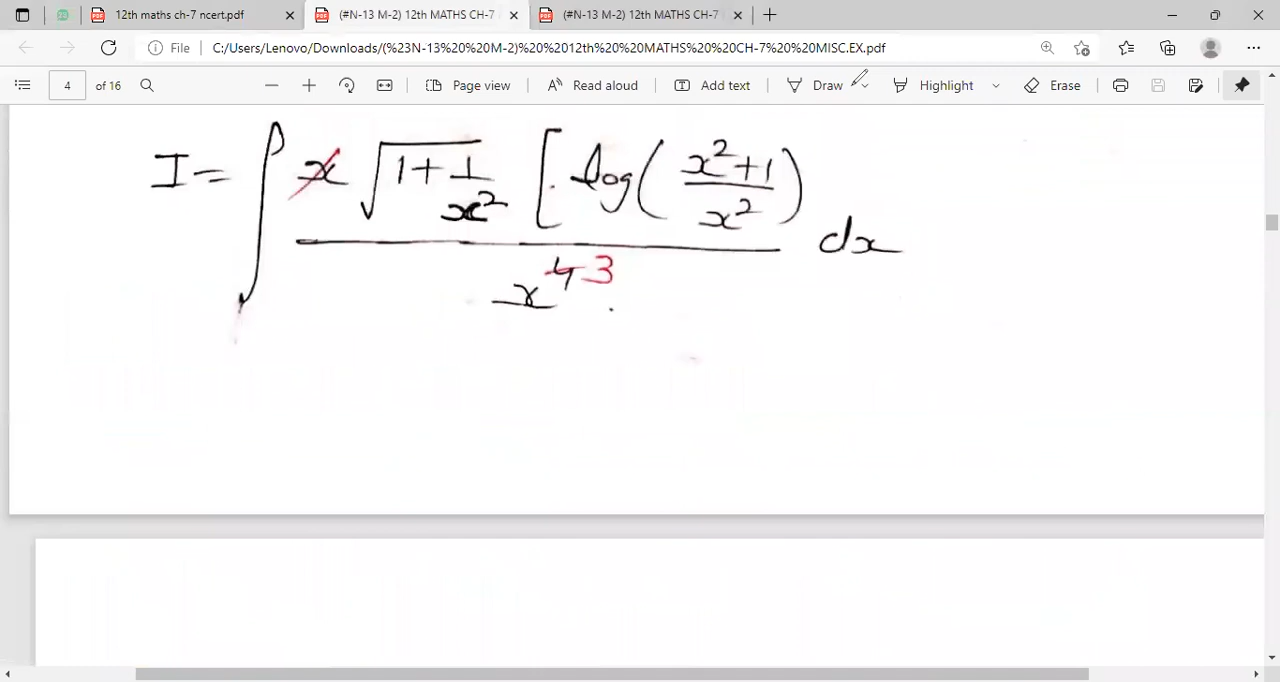 12th maths ch-7 ncert.pdf (#N-13 M-2) 12th MATHS CH-7 (#N-13 M-2) 12th MATHS CH-7
File C:/Users/Lenovo/Downloads/(%23N-13%20%20M-2)%20%2012th%20%20MATHS%20%20CH-7%20%20MISC.EX.pdf
4 of 16 Page view Read aloud Add text Draw Highlight Erase
I = ∫ x √(1 + 1/x²) [log((x²+1)/x²) / x⁴ 3 dx